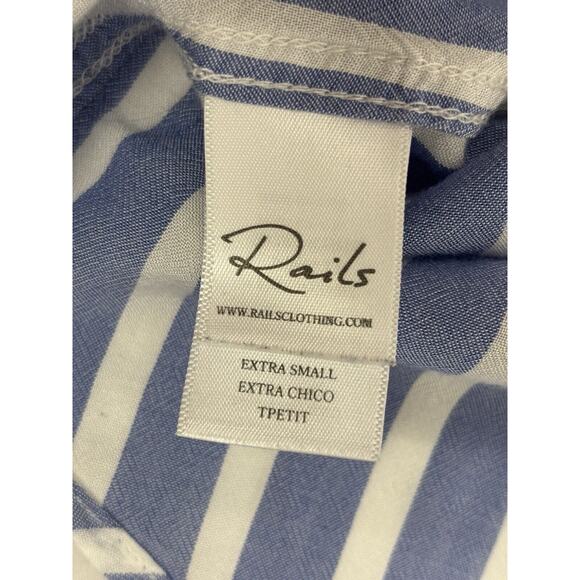 Rails
WWW.RAILSCLOTHING.COM
EXTRA SMALL
EXTRA CHICO
TPETIT